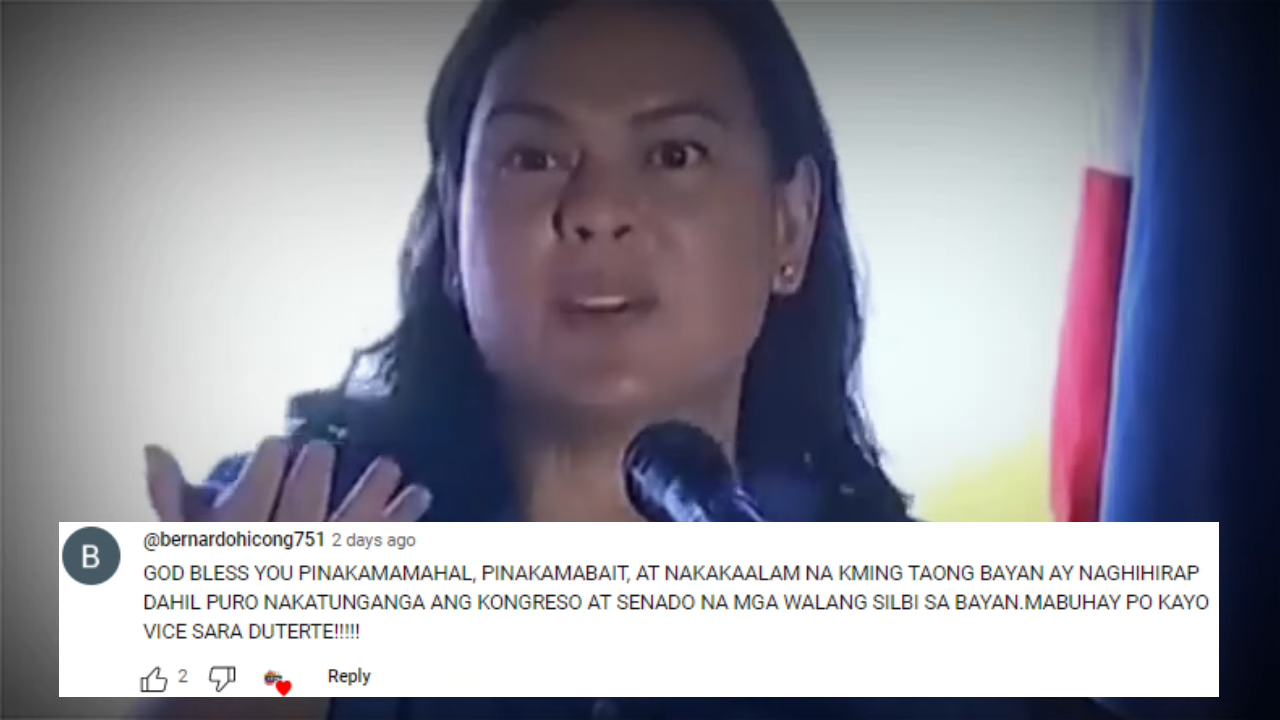 B
@bernardohicong751 2 days ago
GOD BLESS YOU PINAKAMAMAHAL, PINAKAMABAIT, AT NAKAKAALAM NA KMING TAONG BAYAN AY NAGHIHIRAP
DAHIL PURO NAKATUNGANGA ANG KONGRESO AT SENADO NA MGA WALANG SILBI SA BAYAN.MABUHAY PO KAYO
VICE SARA DUTERTE!!!!!
2 Reply